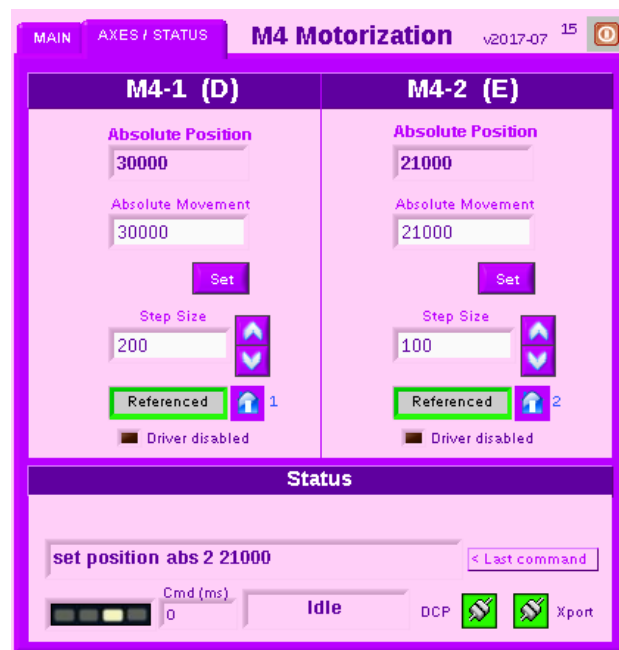 MAIN
AXES / STATUS
M4 Motorization
v2017-07
15
M4-1 (D)
M4-2 (E)
Absolute Position
30000
Absolute Position
21000
Absolute Movement
30000
Absolute Movement
21000
Set
Set
Step Size
200
Step Size
100
Referenced
1
Referenced
2
Driver disabled
Driver disabled
Status
set position abs 2 21000
< Last command
Cmd (ms)
0
Idle
DCP
Xport